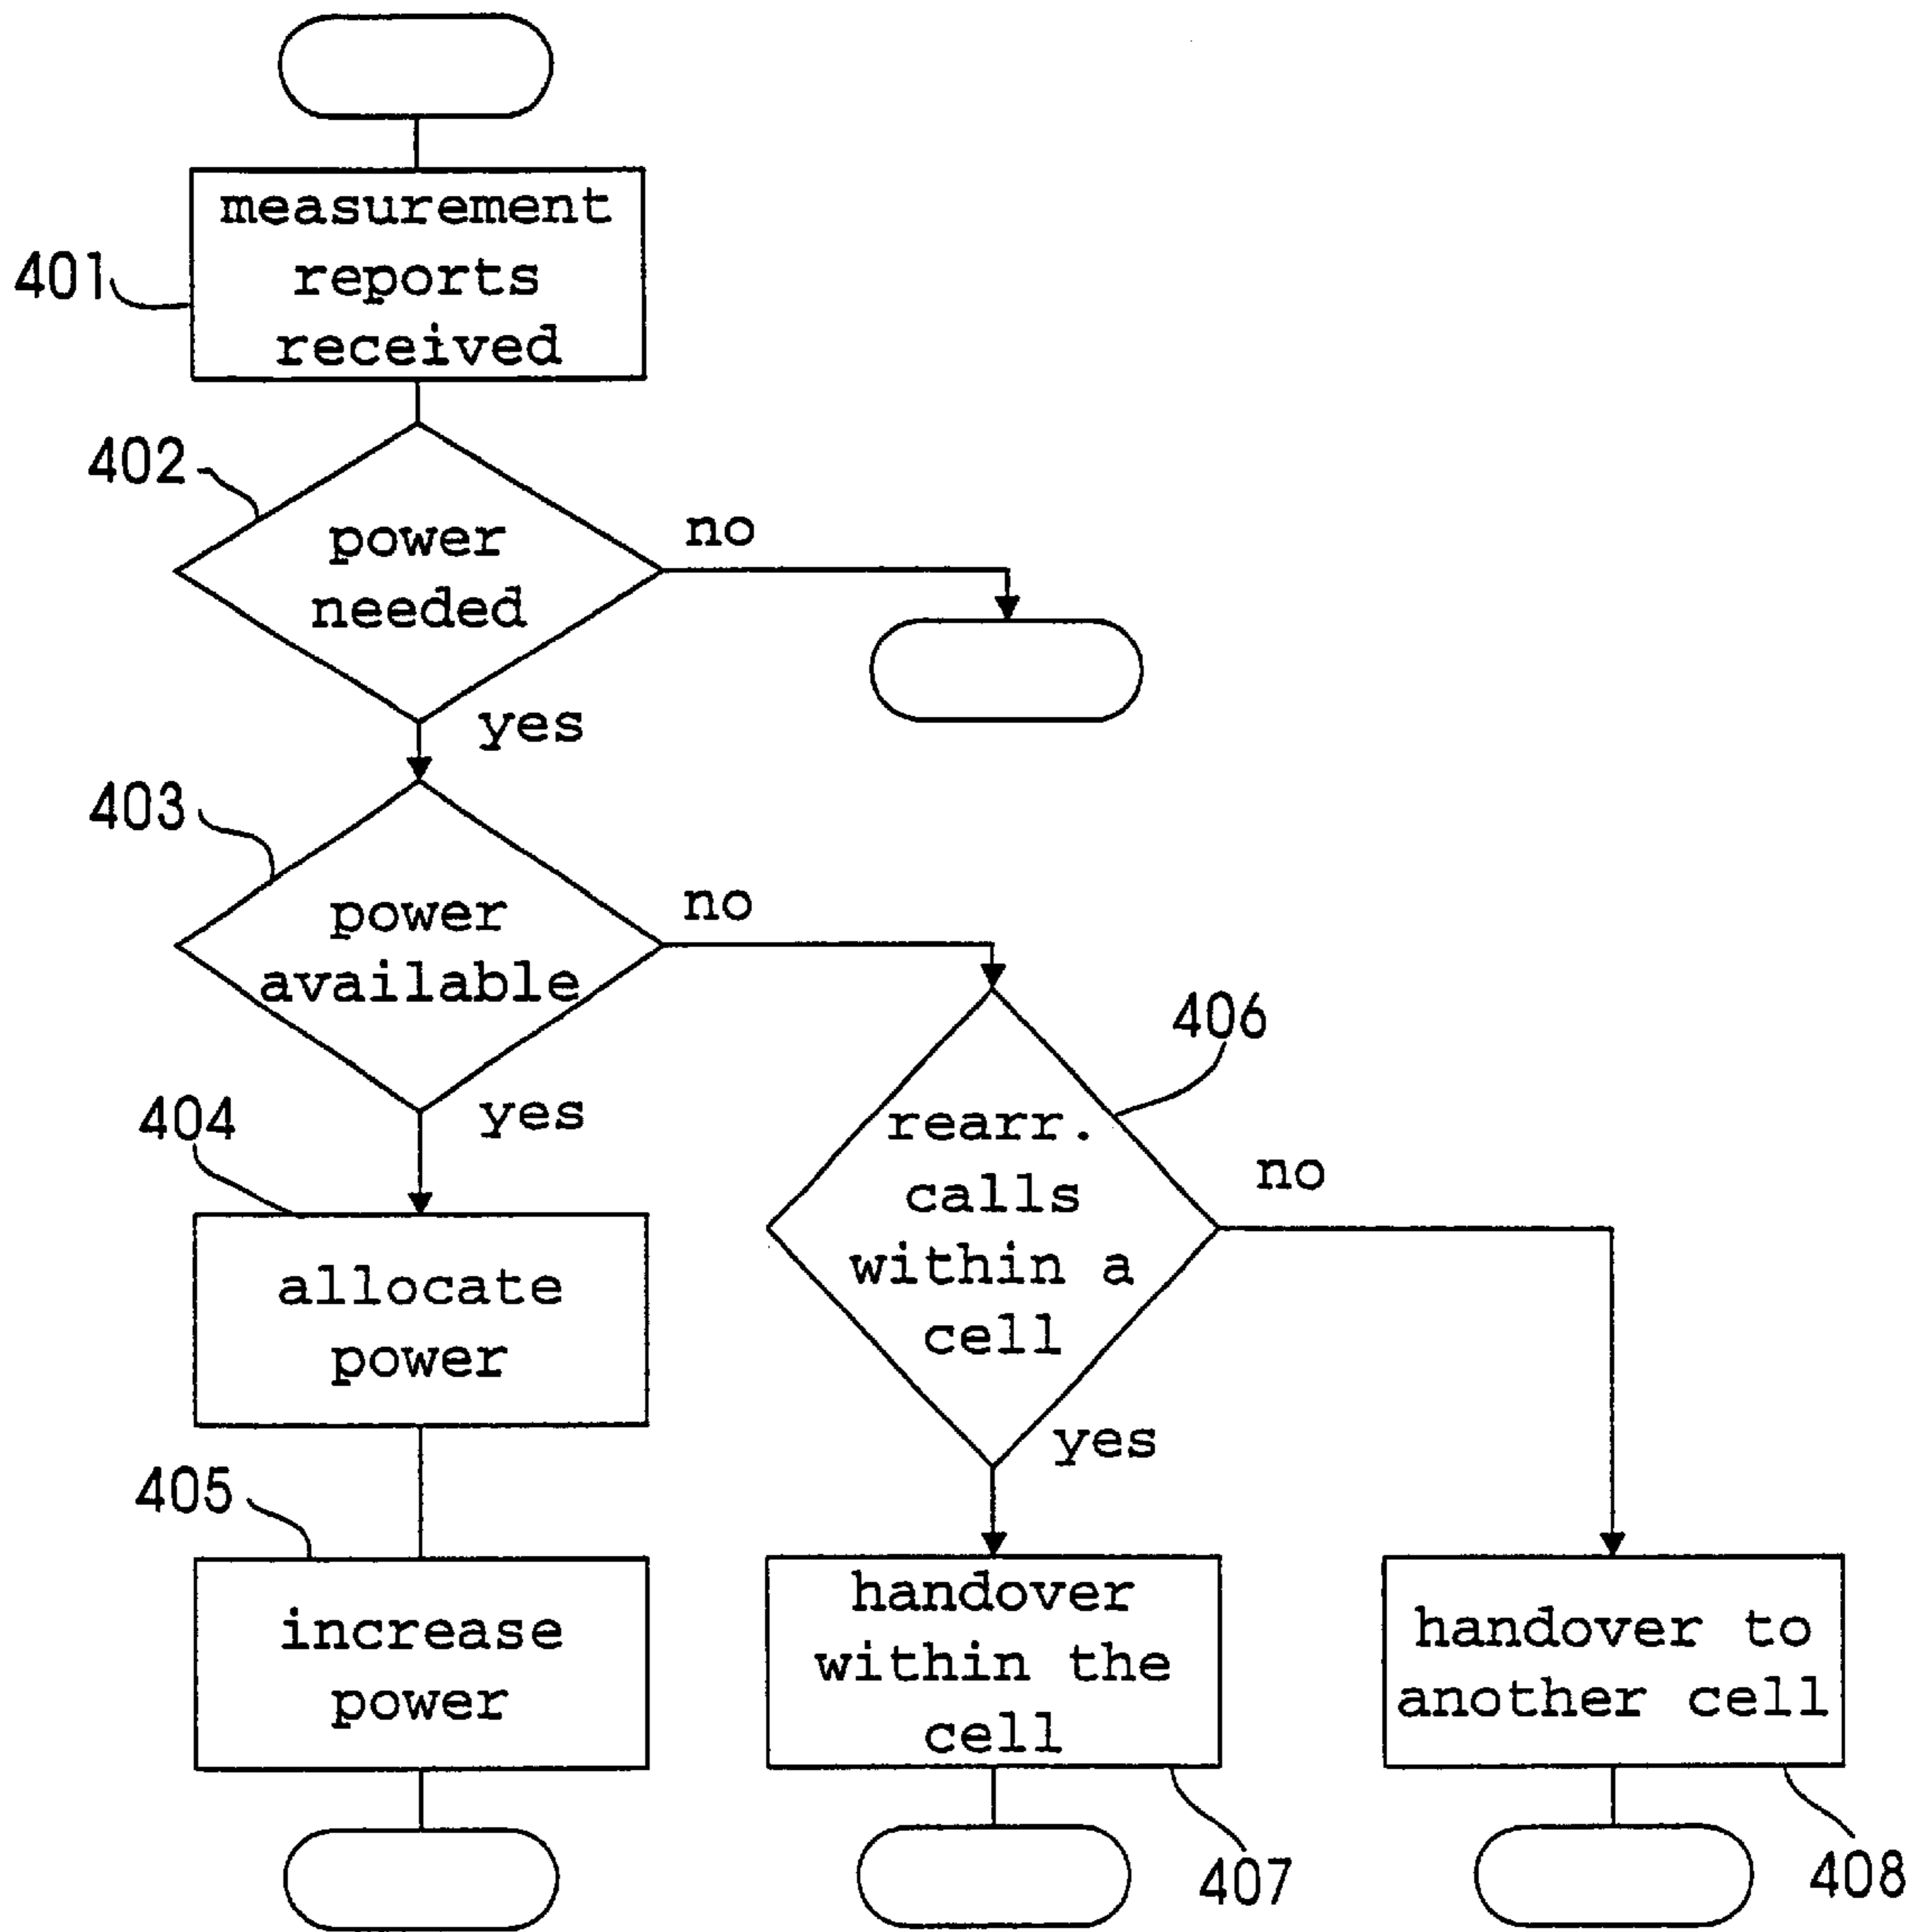 measurement
reports
received
401
402
power
needed
no
yes
403
power
available
no
yes
406
rearr.
calls
within a
cell
no
yes
404
allocate
power
405
increase
power
handover
within the
cell
407
handover to
another cell
408